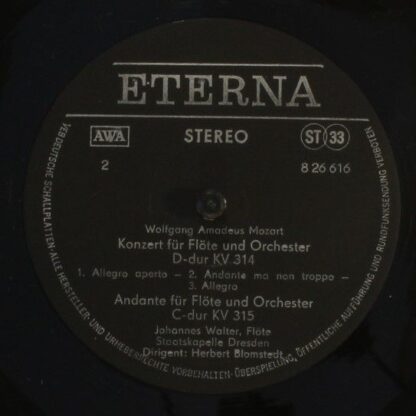 ETERNA
AWA
STEREO
ST 33
2
8 26 616
Wolfgang Amadeus Mozart
Konzert für Flöte und Orchester
D-dur KV 314
1. Allegro aperto – 2. Andante ma non troppo –
3. Allegro
Andante für Flöte und Orchester
C-dur KV 315
Johannes Walter, Flöte
Staatskapelle Dresden
Dirigent: Herbert Blomstedt
VEB DEUTSCHE SCHALLPLATTEN · ALLE HERSTELLER- UND URHEBERRECHTE VORBEHALTEN · ÜBERSPIELUNG, ÖFFENTLICHE AUFFÜHRUNG UND RUNDFUNKSENDUNG VERBOTEN